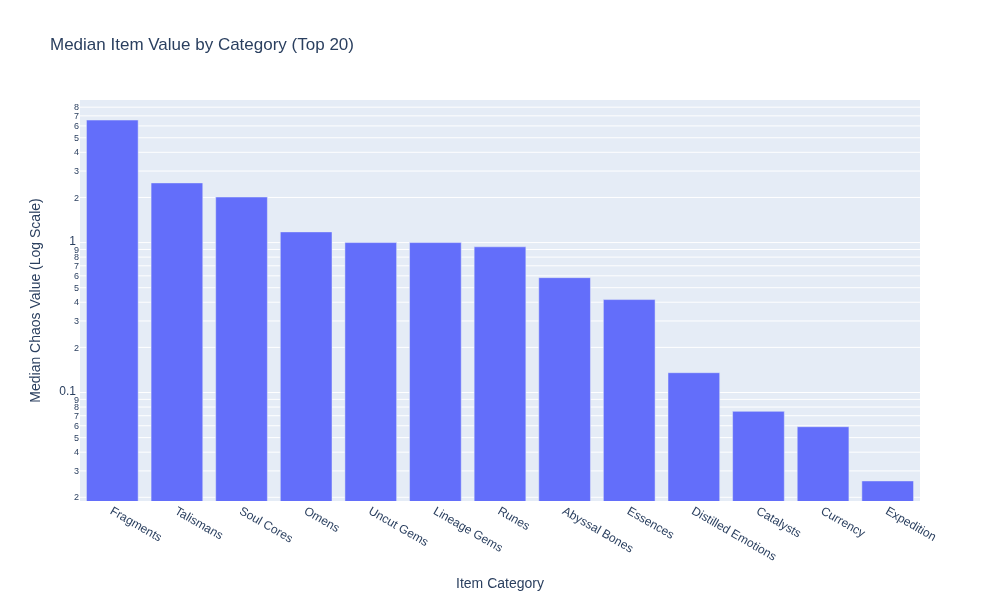 Median Item Value by Category (Top 20)
Median Chaos Value (Log Scale)
8
7
6
5
4
3
2
1
9
8
7
6
5
4
3
2
0.1
9
8
7
6
5
4
3
2
Fragments
Talismans
Soul Cores
Omens
Uncut Gems
Lineage Gems
Runes
Abyssal Bones
Essences
Distilled Emotions
Catalysts
Currency
Expedition
Item Category